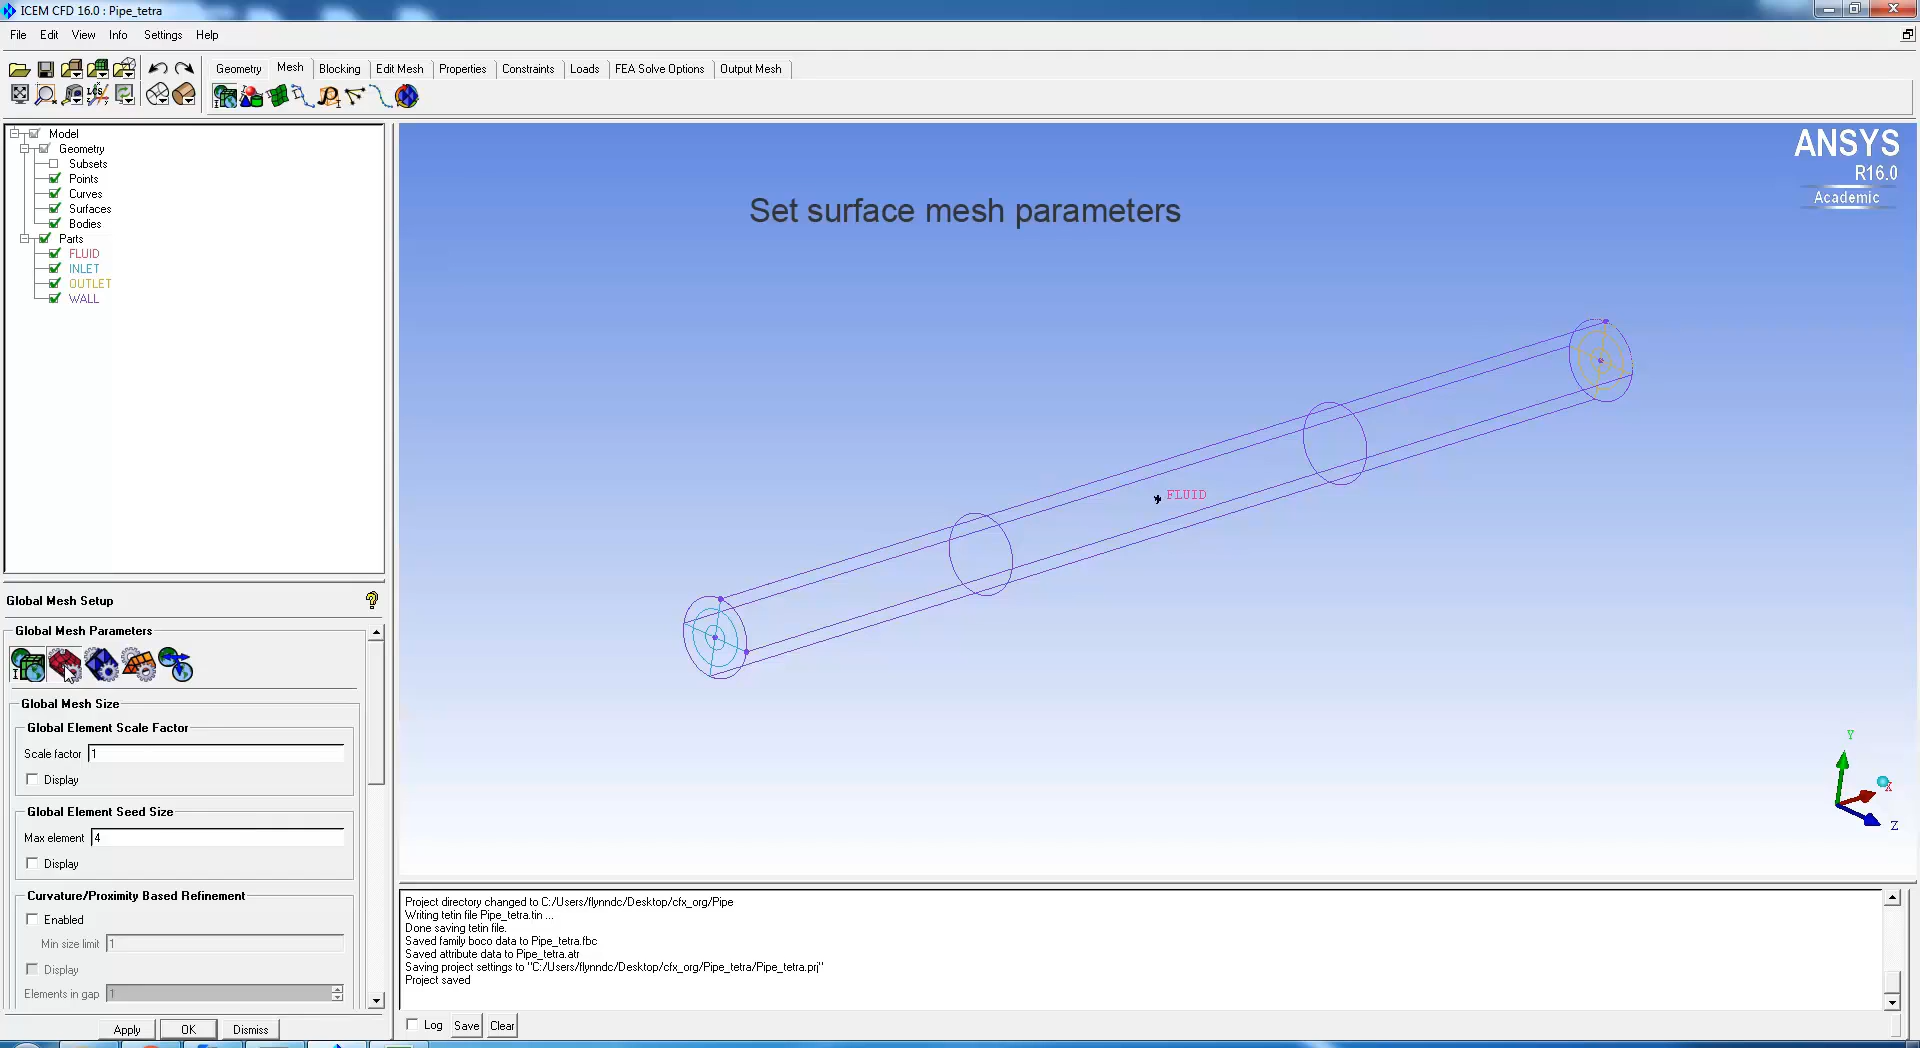 ICEM CFD 16.0 : Pipe_tetra
File Edit View Info Settings Help
Geometry Mesh Blocking Edit Mesh Properties Constraints Loads FEA Solve Options Output Mesh
LCS
Model
Geometry
Subsets
Points
Curves
Surfaces
Bodies
Parts
FLUID
INLET
OUTLET
WALL
ANSYS
R16.0
Academic
Set surface mesh parameters
FLUID
Y
X
Z
Global Mesh Setup
Global Mesh Parameters
Global Mesh Size
Global Element Scale Factor
Scale factor 1
Display
Global Element Seed Size
Max element 4
Display
Curvature/Proximity Based Refinement
Enabled
Min size limit 1
Display
Elements in gap 1
Apply OK Dismiss
Project directory changed to C:/Users/flynndc/Desktop/cfx_org/Pipe
Writing tetin file Pipe_tetra.tin ...
Done saving tetin file.
Saved family boco data to Pipe_tetra.fbc
Saved attribute data to Pipe_tetra.atr
Saving project settings to "C:/Users/flynndc/Desktop/cfx_org/Pipe_tetra/Pipe_tetra.prj"
Project saved
Log Save Clear